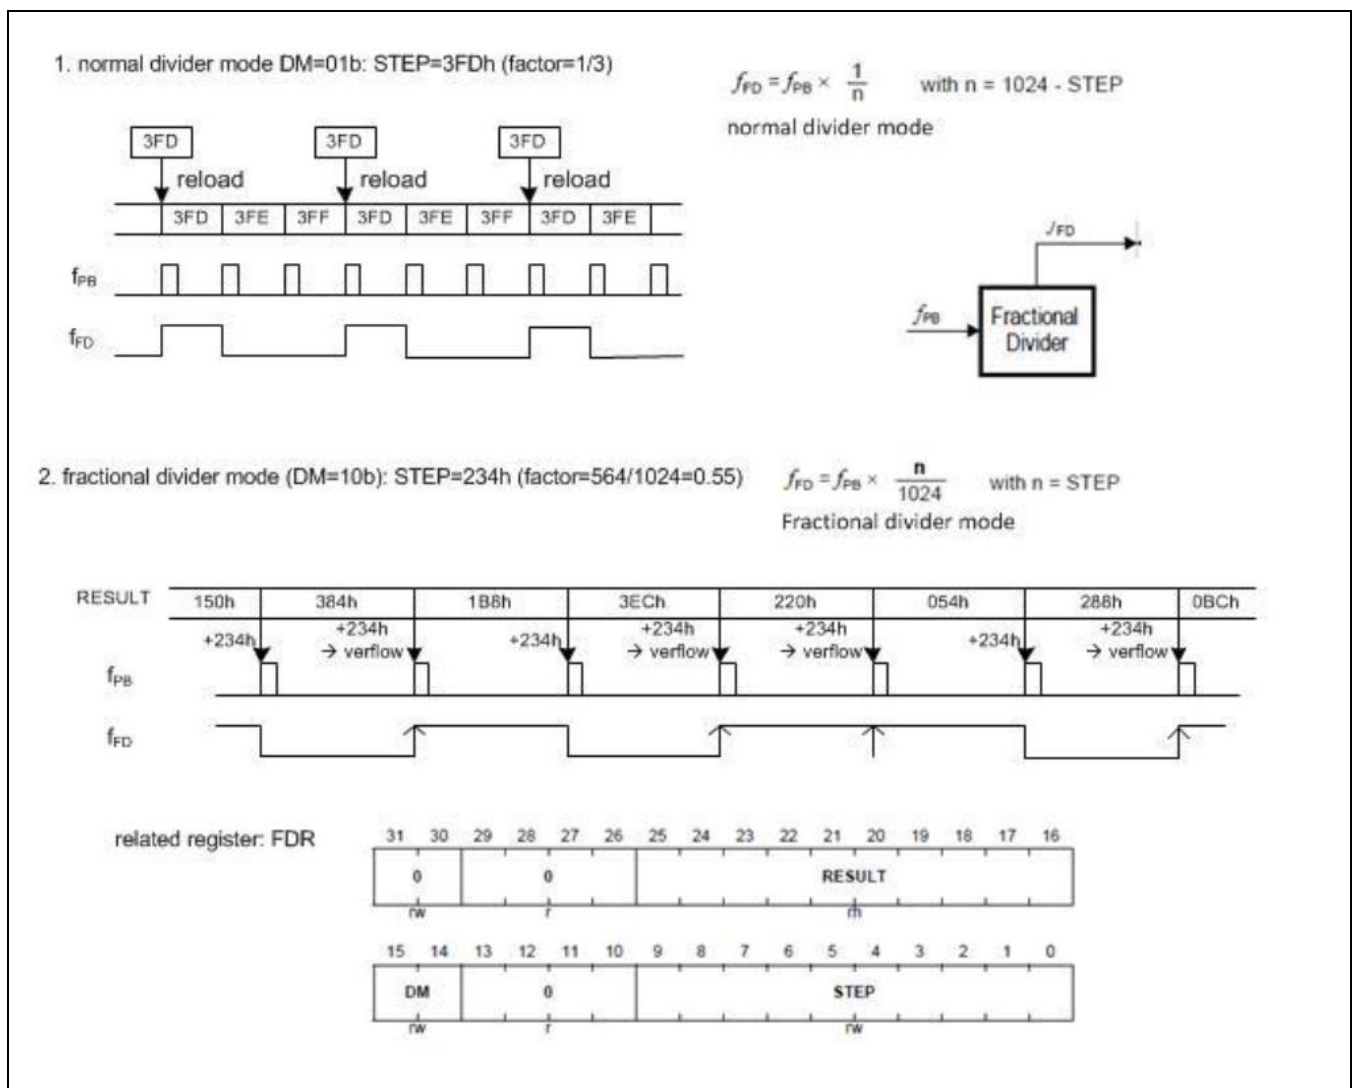 1. normal divider mode DM=01b: STEP=3FDh (factor=1/3)
fFD = fPB × 1/n with n = 1024 - STEP
normal divider mode
3FD 3FD 3FD
reload reload reload
3FD 3FE 3FF 3FD 3FE 3FF 3FD 3FE
fPB
fFD
fFD
fPB
Fractional
Divider
2. fractional divider mode (DM=10b): STEP=234h (factor=564/1024=0.55)
fFD = fPB × n/1024 with n = STEP
Fractional divider mode
RESULT 150h 384h 1B8h 3ECh 220h 054h 288h 0BCh
+234h +234h +234h +234h +234h +234h +234h
→ verflow → verflow → verflow → verflow
fPB
fFD
related register: FDR
31 30 29 28 27 26 25 24 23 22 21 20 19 18 17 16
0 0 RESULT
rw r rh
15 14 13 12 11 10 9 8 7 6 5 4 3 2 1 0
DM 0 STEP
rw r rw